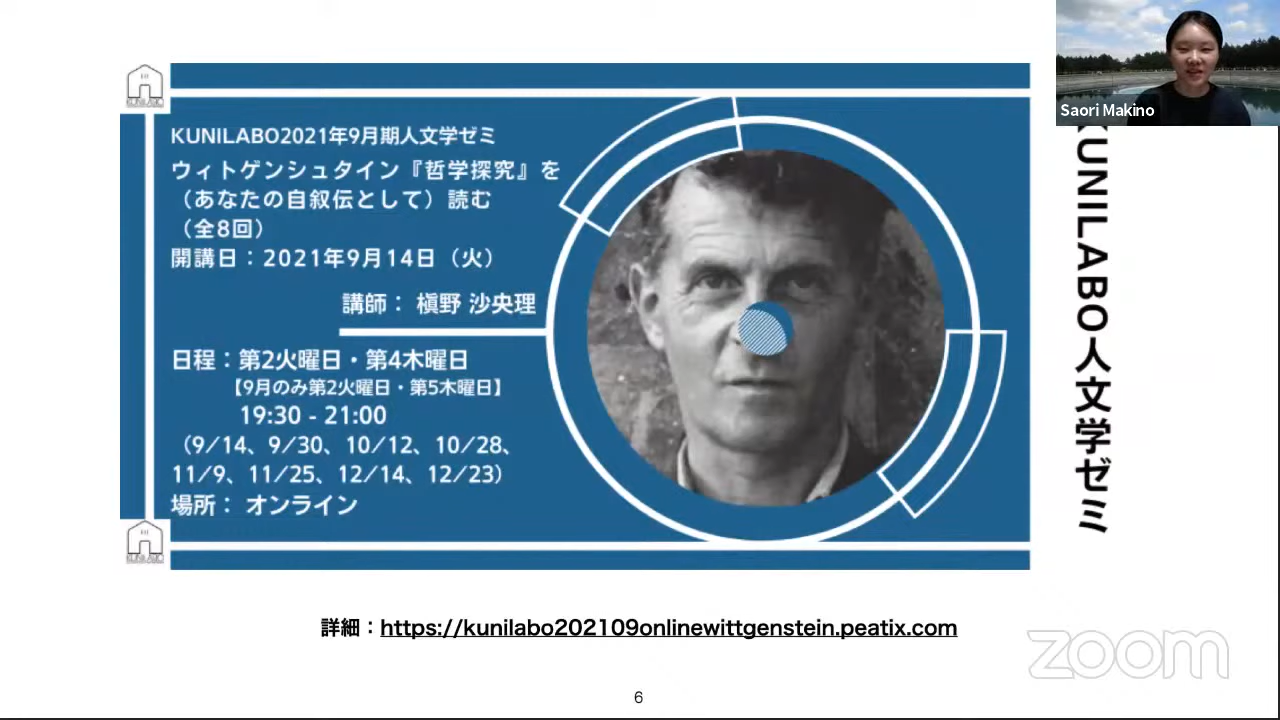 KUNILABO2021年9月期人文学ゼミ
ウィトゲンシュタイン『哲学探究』を
（あなたの自叙伝として）読む
（全8回）
開講日：2021年9月14日（火）
講師： 槇野 沙央理
日程：第2火曜日・第4木曜日
【9月のみ第2火曜日・第5木曜日】
19:30 - 21:00
（9/14、9/30、10/12、10/28、
11/9、11/25、12/14、12/23）
場所： オンライン
Saori Makino
KUNILABO人文学ゼミ
詳細：https://kunilabo202109onlinewittgenstein.peatix.com
zoom
6